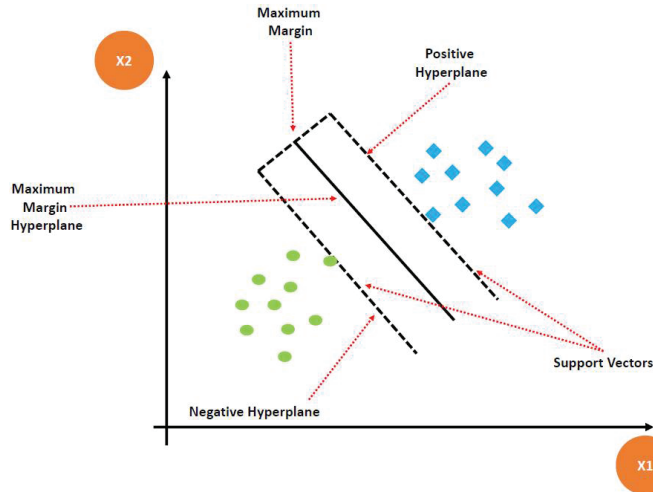 Maximum
Margin
X2
Positive
Hyperplane
Maximum
Margin
Hyperplane
Support Vectors
Negative Hyperplane
X1